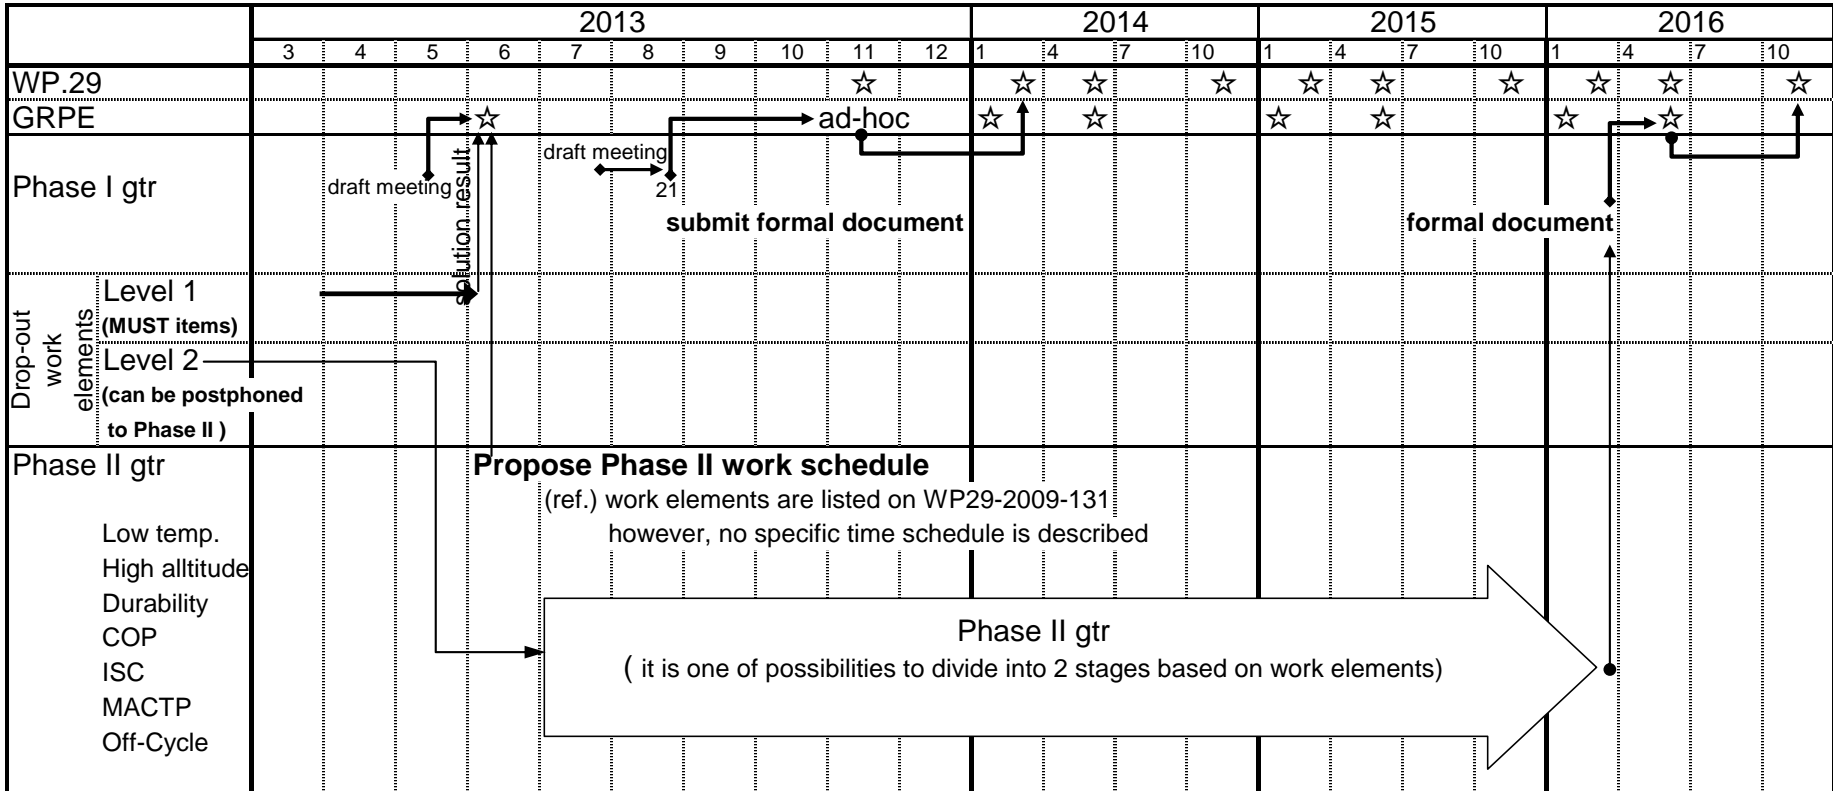 2013 2014 2015 2016
3 4 5 6 7 8 9 10 11 12 1 4 7 10 1 4 7 10 1 4 7 10
WP.29 ☆ ☆ ☆ ☆ ☆ ☆ ☆ ☆ ☆ ☆
GRPE ☆ ad-hoc ☆ ☆ ☆ ☆ ☆ ☆
draft meeting
Phase I gtr
draft meeting
21
solution result
submit formal document
formal document
Drop-out
work
elements
Level 1
(MUST items)
Level 2
(can be postphoned
to Phase II )
Phase II gtr
Propose Phase II work schedule
(ref.) work elements are listed on WP29-2009-131
however, no specific time schedule is described
Low temp.
High alltitude
Durability
COP
ISC
MACTP
Off-Cycle
Phase II gtr
( it is one of possibilities to divide into 2 stages based on work elements)